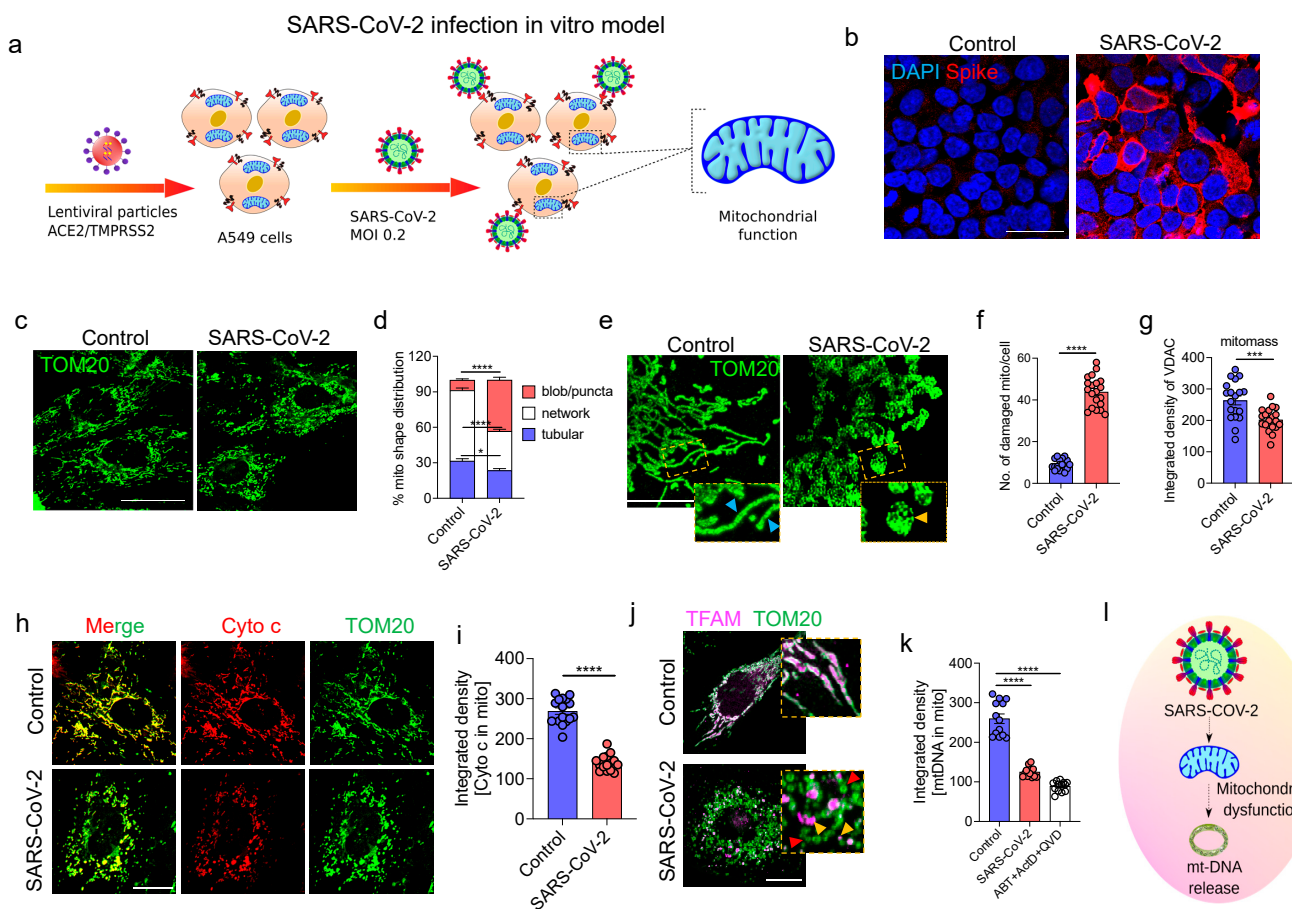 SARS-CoV-2 infection in vitro model
a
Lentiviral particles
ACE2/TMPRSS2
A549 cells
SARS-CoV-2
MOI 0.2
Mitochondrial
function
b
Control
SARS-CoV-2
DAPI Spike
c
Control
SARS-CoV-2
TOM20
d
% mito shape distribution
120
90
60
30
0
****
****
*
blob/puncta
network
tubular
Control
SARS-CoV-2
e
Control
SARS-CoV-2
TOM20
f
No. of damaged mito/cell
60
40
20
0
****
Control
SARS-CoV-2
g
mitomass
Integrated density of VDAC
500
400
300
200
100
0
***
Control
SARS-CoV-2
h
Merge
Cyto c
TOM20
Control
SARS-CoV-2
i
Integrated density
[Cyto c in mito]
400
300
200
100
0
****
Control
SARS-CoV-2
j
TFAM TOM20
Control
SARS-CoV-2
k
Integrated density
[mtDNA in mito]
400
300
200
100
0
****
****
Control
SARS-CoV-2
ABT+ActD+QVD
l
SARS-COV-2
Mitochondri
dysfunction
mt-DNA
release